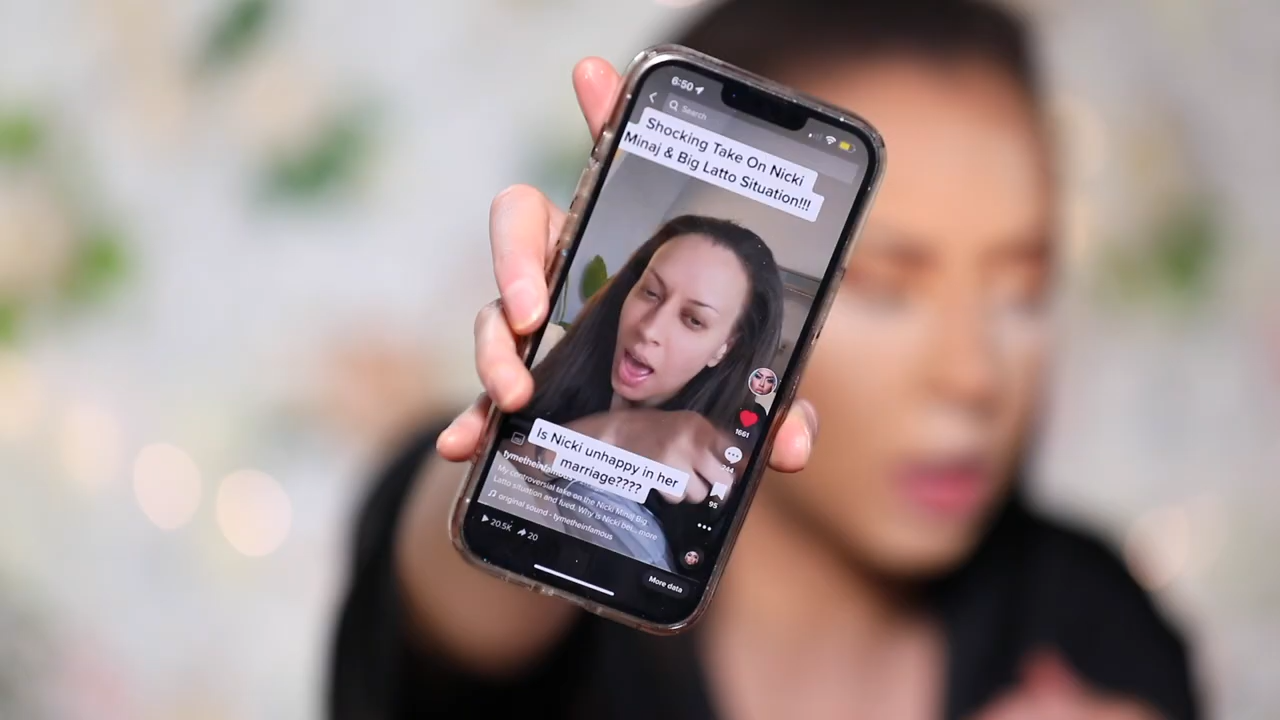 6:50
Search
Shocking Take On Nicki
Minaj & Big Latto Situation!!!
1661
244
95
Is Nicki unhappy in her
marriage????
tymetheinfamous
My controversial take on the Nicki Minaj Big
Latto situation and fued. Why is Nicki bei... more
original sound - tymetheinfamous
20.5K
20
More data